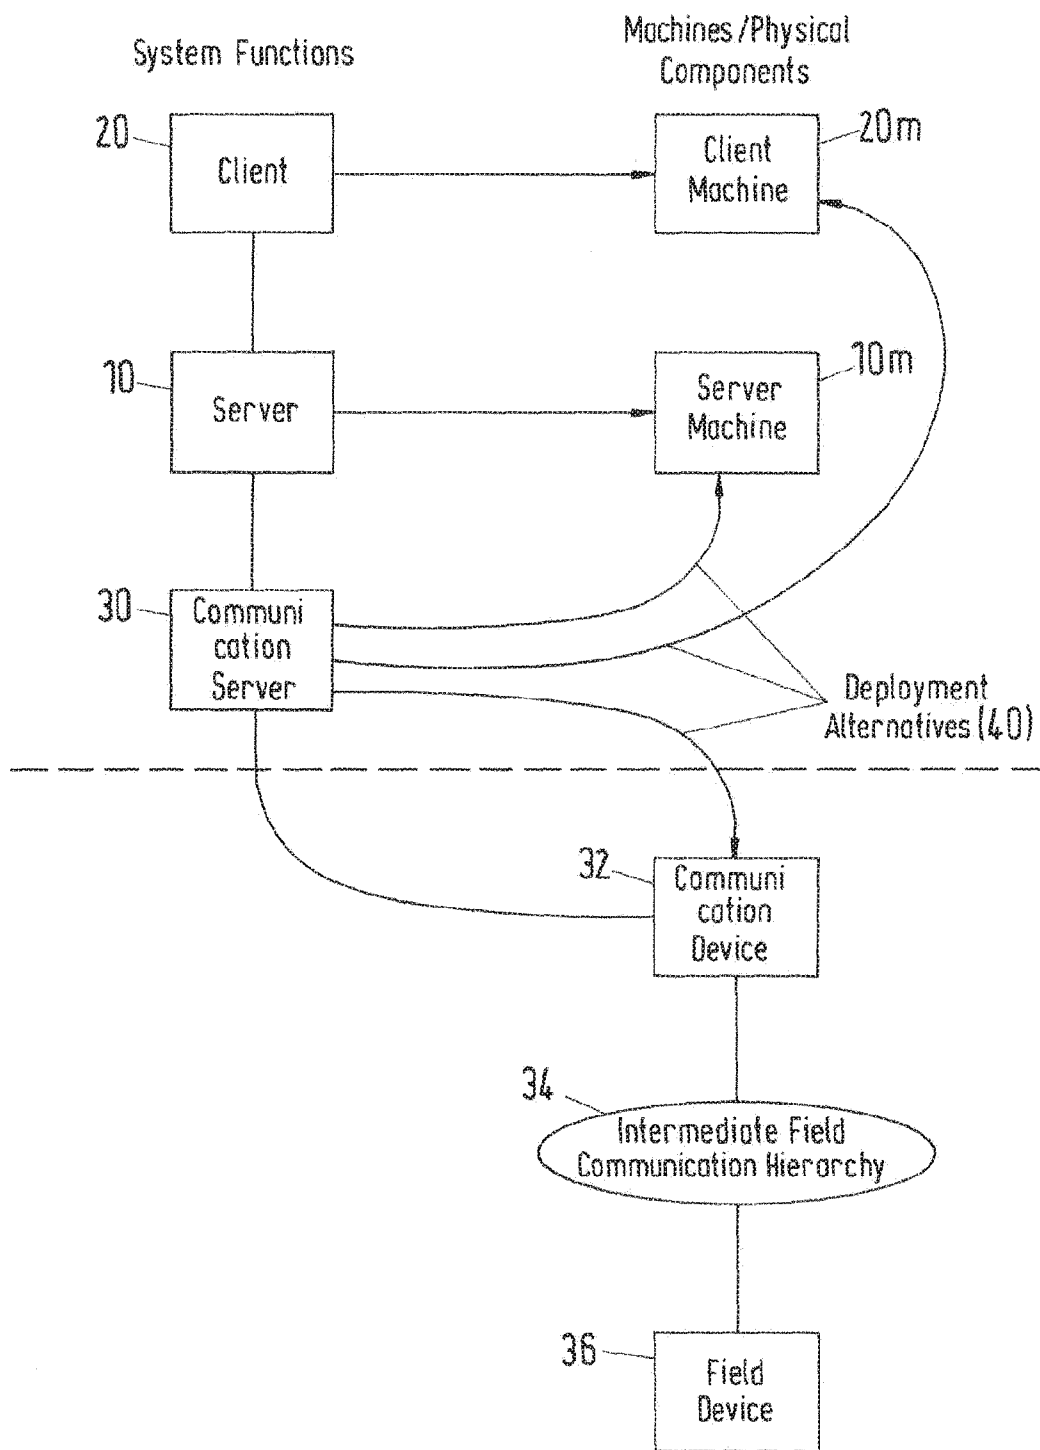 System Functions
Machines/Physical
Components
20
Client
Client
Machine
20m
10
Server
Server
Machine
10m
30
Communi
cation
Server
Deployment
Alternatives (40)
32
Communi
cation
Device
34
Intermediate Field
Communication Hierarchy
36
Field
Device